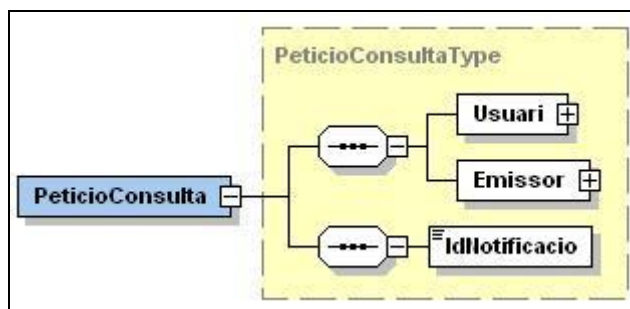 PeticioConsultaType
Usuari
Emissor
PeticioConsulta
IdNotificacio